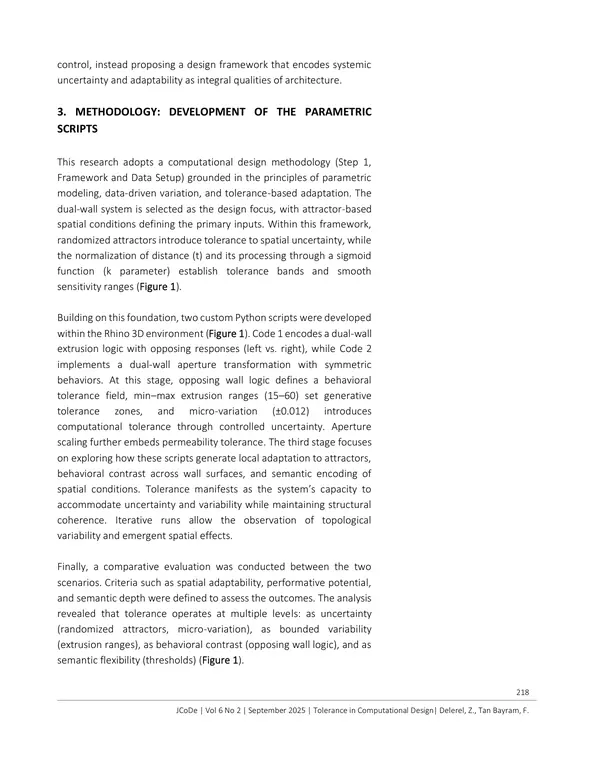 control, instead proposing a design framework that encodes systemic
uncertainty and adaptability as integral qualities of architecture.
3. METHODOLOGY: DEVELOPMENT OF THE PARAMETRIC
SCRIPTS
This research adopts a computational design methodology (Step 1,
Framework and Data Setup) grounded in the principles of parametric
modeling, data-driven variation, and tolerance-based adaptation. The
dual-wall system is selected as the design focus, with attractor-based
spatial conditions defining the primary inputs. Within this framework,
randomized attractors introduce tolerance to spatial uncertainty, while
the normalization of distance (t) and its processing through a sigmoid
function (k parameter) establish tolerance bands and smooth
sensitivity ranges (Figure 1).
Building on this foundation, two custom Python scripts were developed
within the Rhino 3D environment (Figure 1). Code 1 encodes a dual-wall
extrusion logic with opposing responses (left vs. right), while Code 2
implements a dual-wall aperture transformation with symmetric
behaviors. At this stage, opposing wall logic defines a behavioral
tolerance field, min–max extrusion ranges (15–60) set generative
tolerance zones, and micro-variation (±0.012) introduces
computational tolerance through controlled uncertainty. Aperture
scaling further embeds permeability tolerance. The third stage focuses
on exploring how these scripts generate local adaptation to attractors,
behavioral contrast across wall surfaces, and semantic encoding of
spatial conditions. Tolerance manifests as the system's capacity to
accommodate uncertainty and variability while maintaining structural
coherence. Iterative runs allow the observation of topological
variability and emergent spatial effects.
Finally, a comparative evaluation was conducted between the two
scenarios. Criteria such as spatial adaptability, performative potential,
and semantic depth were defined to assess the outcomes. The analysis
revealed that tolerance operates at multiple levels: as uncertainty
(randomized attractors, micro-variation), as bounded variability
(extrusion ranges), as behavioral contrast (opposing wall logic), and as
semantic flexibility (thresholds) (Figure 1).
218
JCoDe | Vol 6 No 2 | September 2025 | Tolerance in Computational Design| Delerel, Z., Tan Bayram, F.